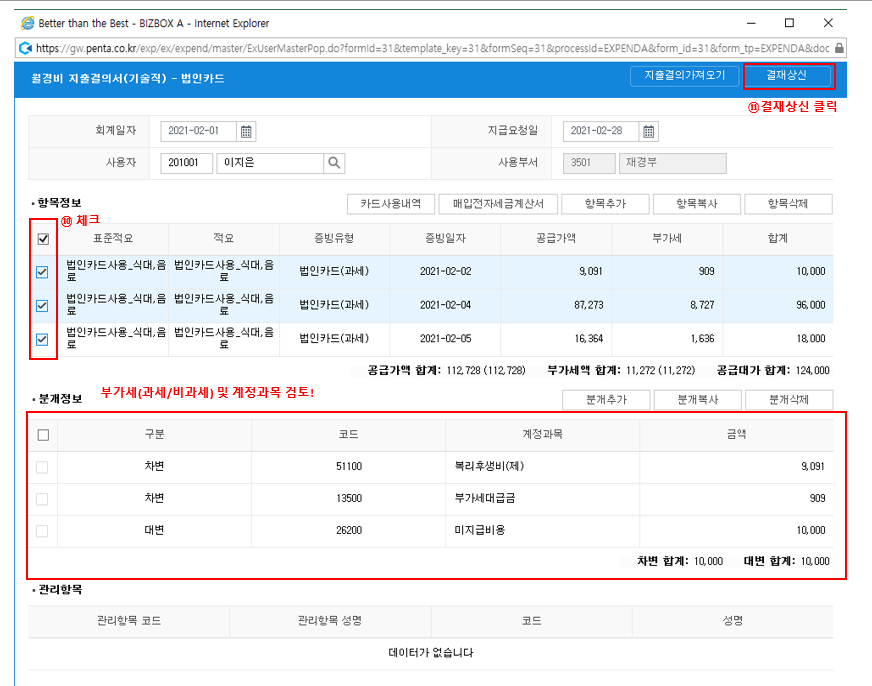 Better than the Best - BIZBOX A - Internet Explorer
https://gw.penta.co.kr/exp/ex/expend/master/ExUserMasterPop.do?formId=31&template_key=31&formSeq=31&processId=EXPENDA&form_id=31&form_tp=EXPENDA&doc
월경비 지출결의서(기술직) - 법인카드 지출결의가져오기 결재상신
⑪결재상신 클릭
회계일자 2021-02-01 지급요청일 2021-02-28
사용자 201001 이지은 사용부서 3501 재경부
· 항목정보 카드사용내역 매입전자세금계산서 항목추가 항목복사 항목삭제
⑩ 체크
표준적요 적요 증빙유형 증빙일자 공급가액 부가세 합계
법인카드사용_식대,음료 법인카드사용_식대,음료 법인카드(과세) 2021-02-02 9,091 909 10,000
법인카드사용_식대,음료 법인카드사용_식대,음료 법인카드(과세) 2021-02-04 87,273 8,727 96,000
법인카드사용_식대,음료 법인카드사용_식대,음료 법인카드(과세) 2021-02-05 16,364 1,636 18,000
공급가액 합계: 112,728 (112,728) 부가세액 합계: 11,272 (11,272) 공급대가 합계: 124,000
· 분개정보 부가세(과세/비과세) 및 계정과목 검토! 분개추가 분개복사 분개삭제
구분 코드 계정과목 금액
차변 51100 복리후생비(제) 9,091
차변 13500 부가세대급금 909
대변 26200 미지급비용 10,000
차변 합계: 10,000 대변 합계: 10,000
· 관리항목
관리항목 코드 관리항목 성명 코드 성명
데이터가 없습니다